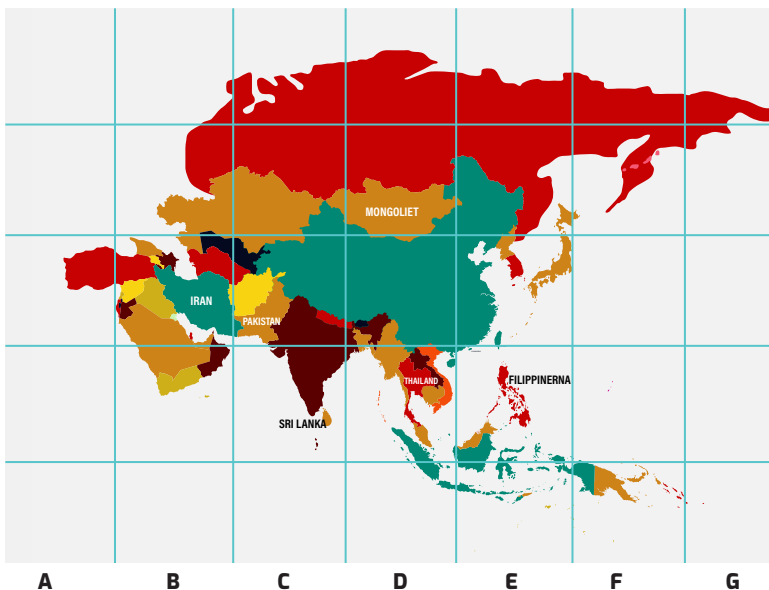 MONGOLIET
IRAN
PAKISTAN
THAILAND
FILIPPINERNA
SRI LANKA
A B C D E F G